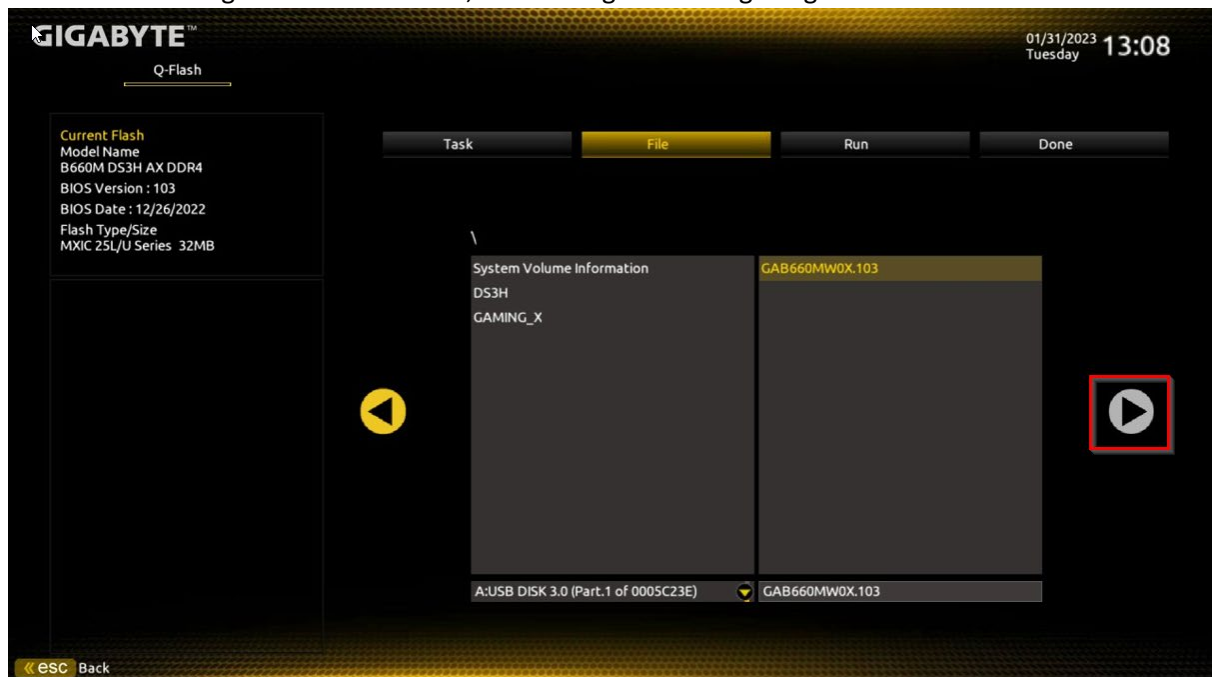 GIGABYTE™
Q-Flash
01/31/2023
Tuesday
13:08
Current Flash
Model Name
B660M DS3H AX DDR4
BIOS Version : 103
BIOS Date : 12/26/2022
Flash Type/Size
MXIC 25L/U Series 32MB
Task File Run Done
\
System Volume Information
DS3H
GAMING_X
GAB660MW0X.103
A:USB DISK 3.0 (Part.1 of 0005C23E)
GAB660MW0X.103
esc Back